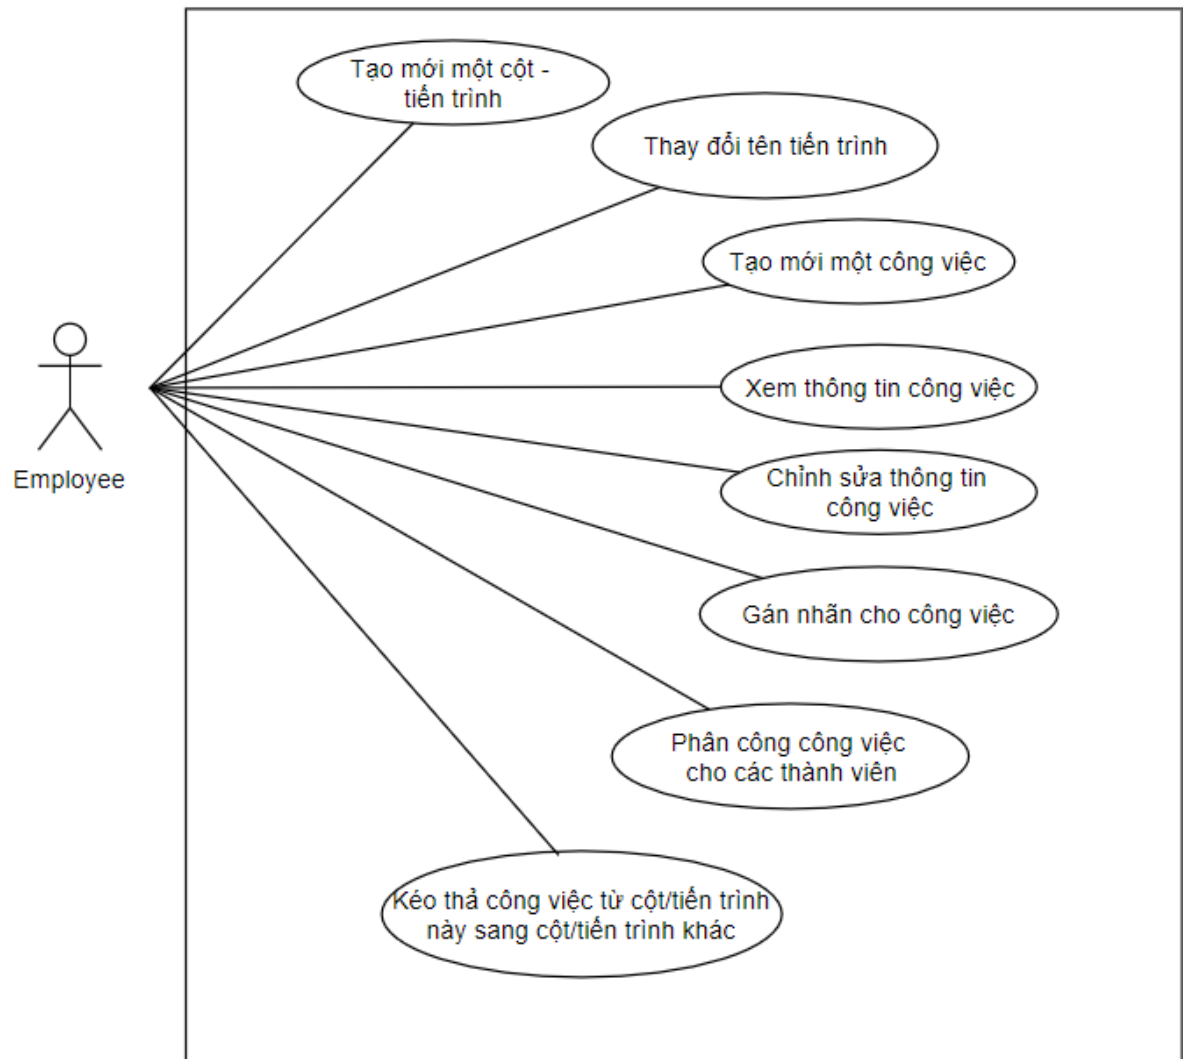 Tạo mới một cột -
tiến trình
Thay đổi tên tiến trình
Tạo mới một công việc
Xem thông tin công việc
Employee
Chỉnh sửa thông tin
công việc
Gán nhãn cho công việc
Phân công công việc
cho các thành viên
Kéo thả công việc từ cột/tiến trình
này sang cột/tiến trình khác